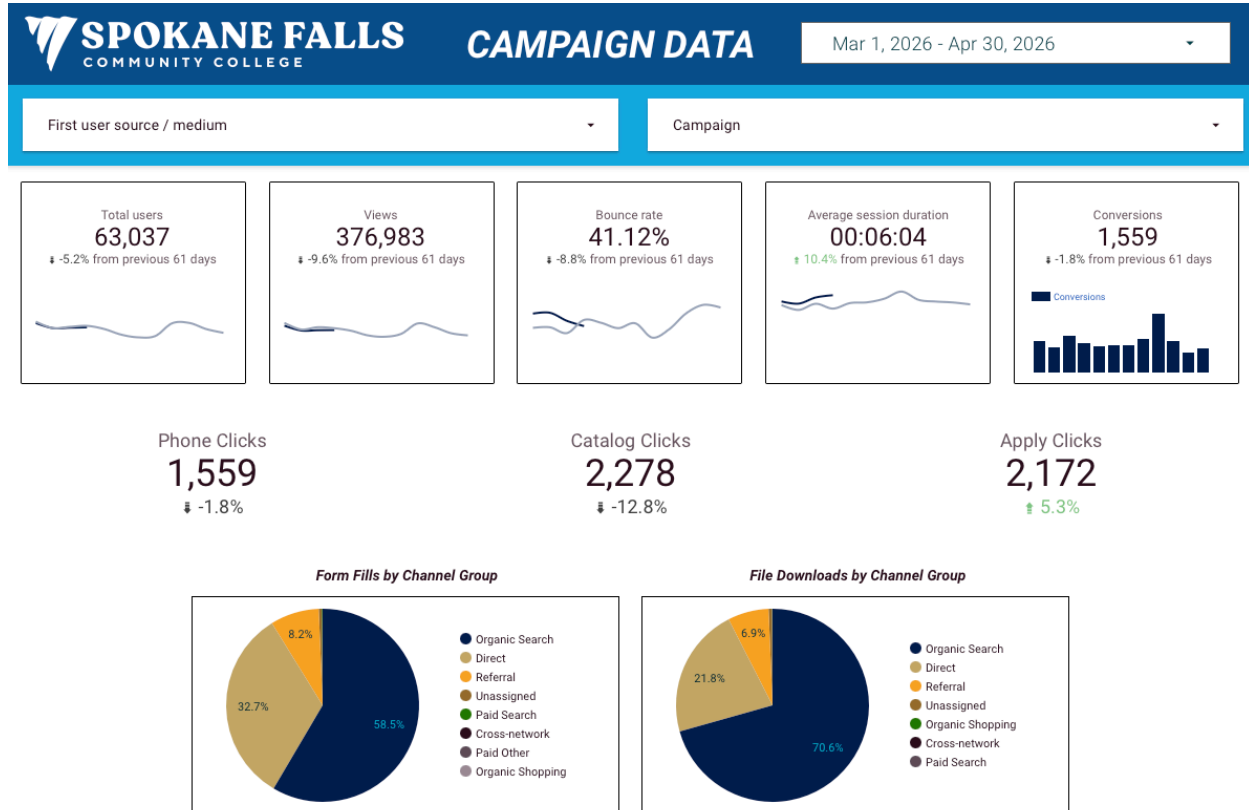 SPOKANE FALLS
COMMUNITY COLLEGE
CAMPAIGN DATA
Mar 1, 2026 - Apr 30, 2026
First user source / medium
Campaign
Total users
63,037
-5.2% from previous 61 days
Views
376,983
-9.6% from previous 61 days
Bounce rate
41.12%
-8.8% from previous 61 days
Average session duration
00:06:04
10.4% from previous 61 days
Conversions
1,559
-1.8% from previous 61 days
Conversions
Phone Clicks
1,559
-1.8%
Catalog Clicks
2,278
-12.8%
Apply Clicks
2,172
5.3%
Form Fills by Channel Group
8.2%
32.7%
58.5%
Organic Search
Direct
Referral
Unassigned
Paid Search
Cross-network
Paid Other
Organic Shopping
File Downloads by Channel Group
6.9%
21.8%
70.6%
Organic Search
Direct
Referral
Unassigned
Organic Shopping
Cross-network
Paid Search